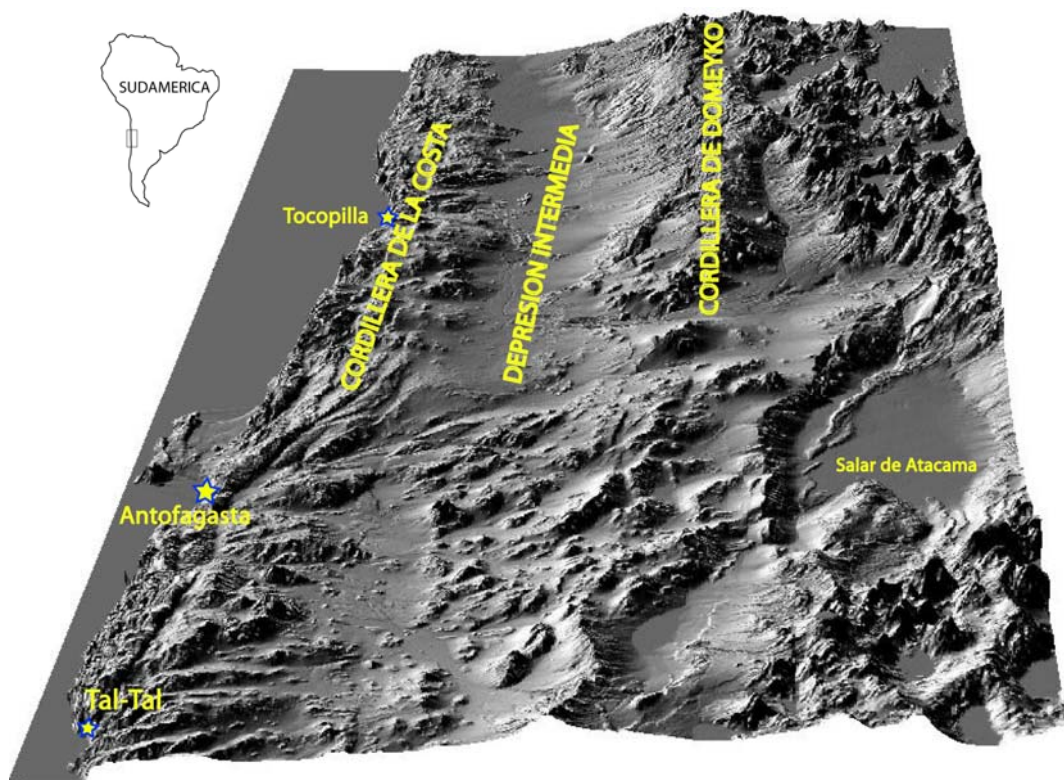 SUDAMERICA
CORDILLERA DE LA COSTA
DEPRESION INTERMEDIA
CORDILLERA DE DOMEYKO
Tocopilla
Salar de Atacama
Antofagasta
Tal-Tal